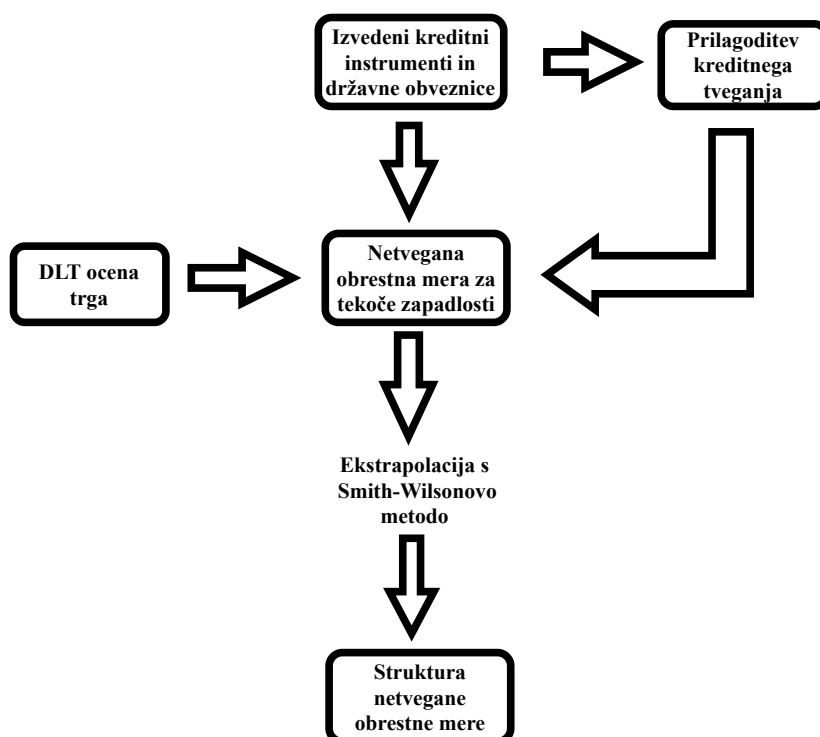 Izvedeni kreditni
instrumenti in
državne obveznice
Prilagoditev
kreditnega
tveganja
DLT ocena
trga
Netvegana
obrestna mera za
tekoče zapadlosti
Ekstrapolacija s
Smith-Wilsonovo
metodo
Struktura
netvegane
obrestne mere